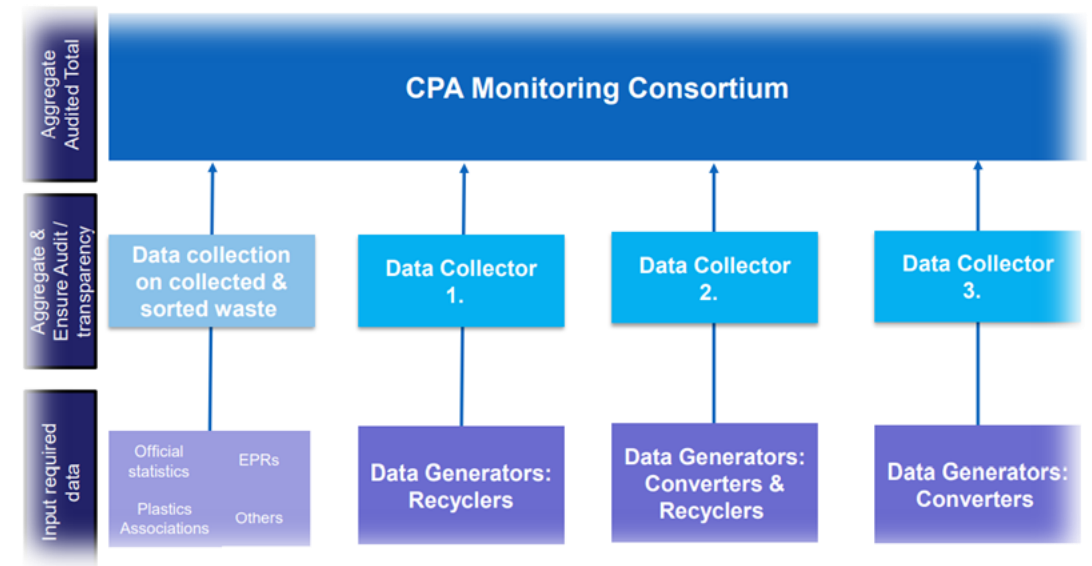 Aggregate
Audited Total
CPA Monitoring Consortium
Aggregate &
Ensure Audit /
transparency
Data collection
on collected &
sorted waste
Data Collector
1.
Data Collector
2.
Data Collector
3.
Input required
data
Official
statistics
EPRs
Plastics
Associations
Others
Data Generators:
Recyclers
Data Generators:
Converters &
Recyclers
Data Generators:
Converters